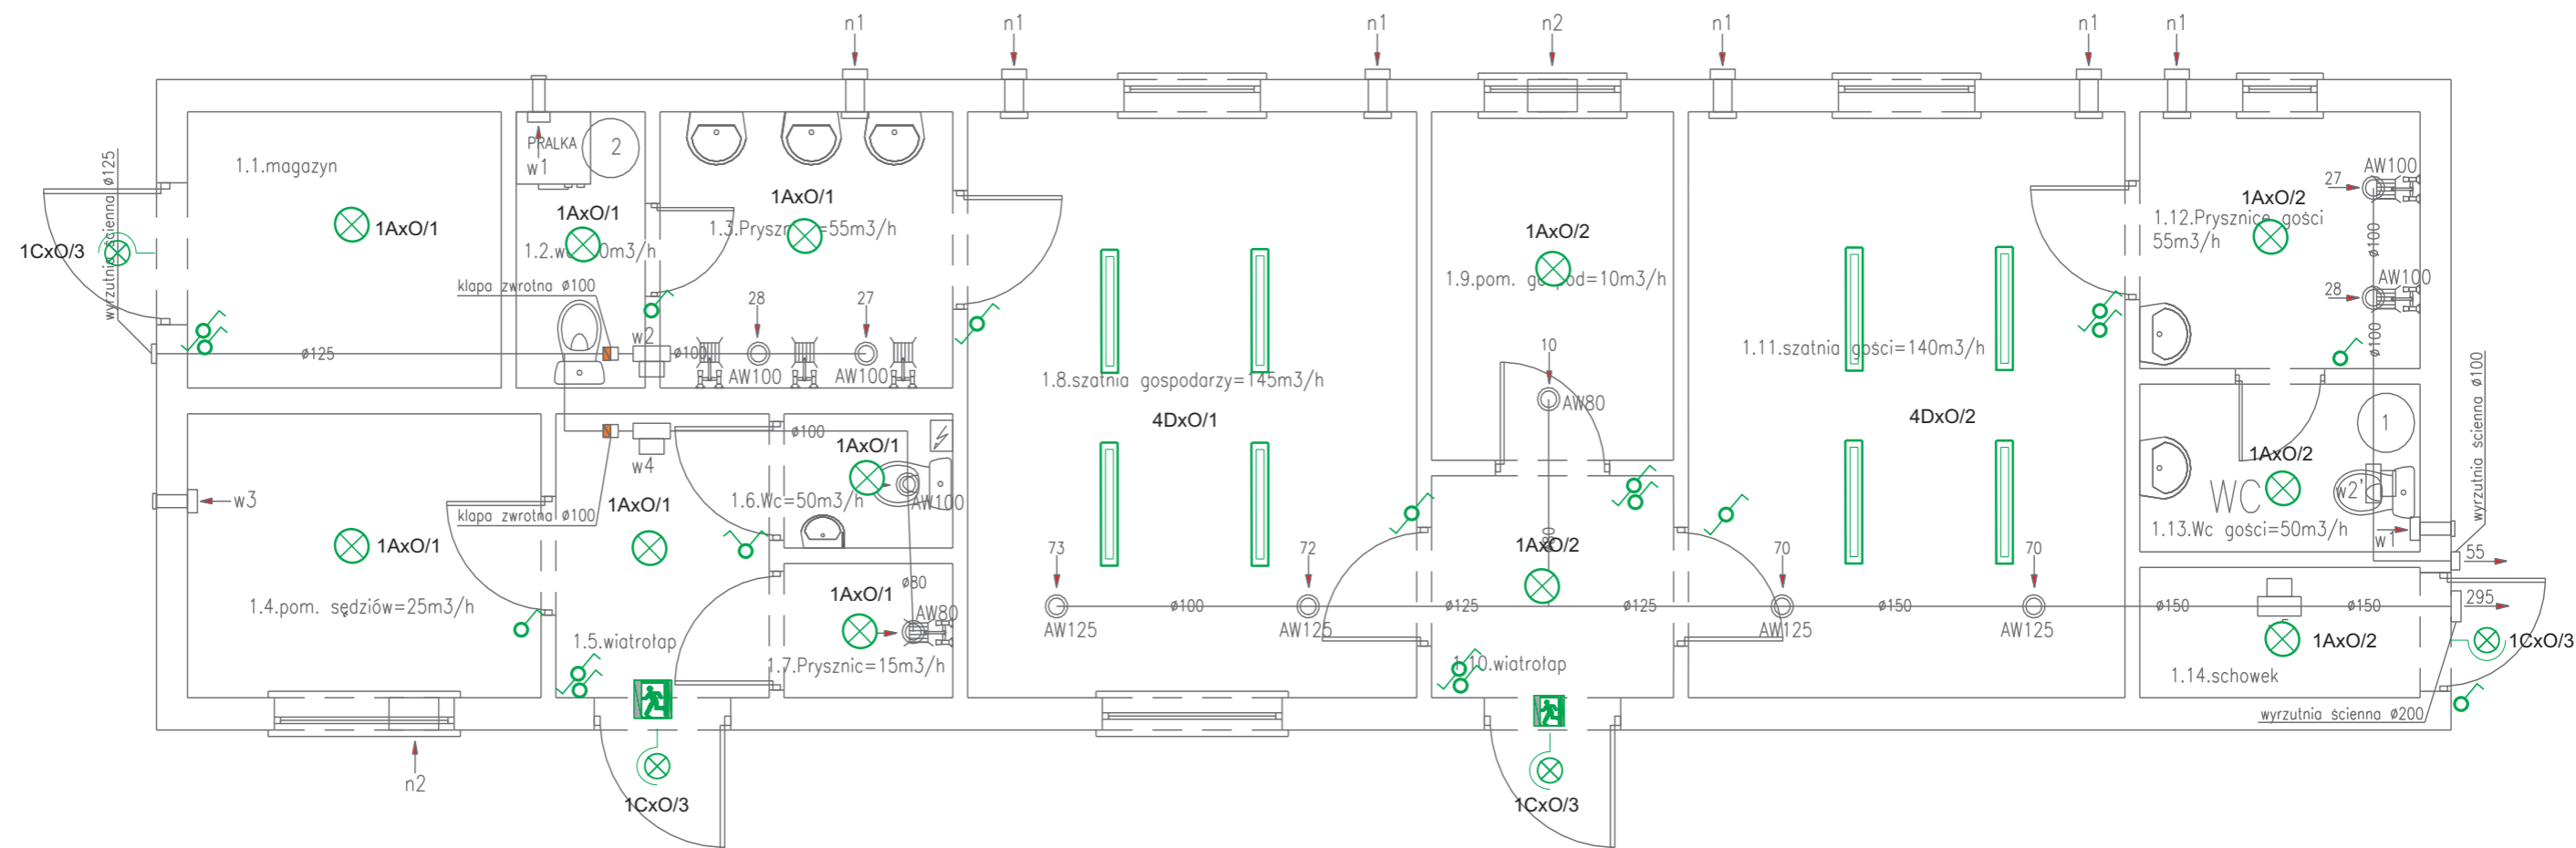 n1
n1
n1
n2
n1
n1
n1
wyrzutnia ścienna ø125
1.1.magazyn
PRALKA
w1
2
1AxO/1
1AxO/1
1AxO/1
1CxO/3
1.2.wc
0m3/h
1.3.Prysz
=55m3/h
klapa zwrotna ø100
28
27
w2
ø125
ø100
AW100
AW100
1.8.szatnia gospodarzy=145m3/h
4DxO/1
1AxO/2
1.9.pom. gospod=10m3/h
10
AW80
1.11.szatnia gości=140m3/h
4DxO/2
AW100
27
1AxO/2
1.12.Prysznice gości
55m3/h
ø100
AW100
28
ø100
wyrzutnia ścienna ø100
1
1AxO/2
WC
w2'
1.13.Wc gości=50m3/h
w1
55
ø100
w4
1AxO/1
1.6.Wc=50m3/h
AW100
w3
klapa zwrotna ø100
1AxO/1
1AxO/1
1.4.pom. sędziów=25m3/h
1.5.wiatrołap
1AxO/1
ø80
AW80
1.7.Prysznic=15m3/h
73
72
1AxO/2
70
70
ø100
ø125
ø125
ø150
ø150
ø150
295
AW125
AW125
AW125
AW125
1.10.wiatrołap
1AxO/2
1CxO/3
1.14.schowek
wyrzutnia ścienna ø200
n2
1CxO/3
1CxO/3